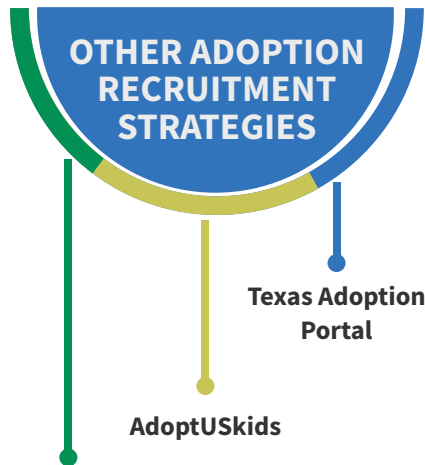 OTHER ADOPTION
RECRUITMENT
STRATEGIES
Texas Adoption
Portal
AdoptUSkids